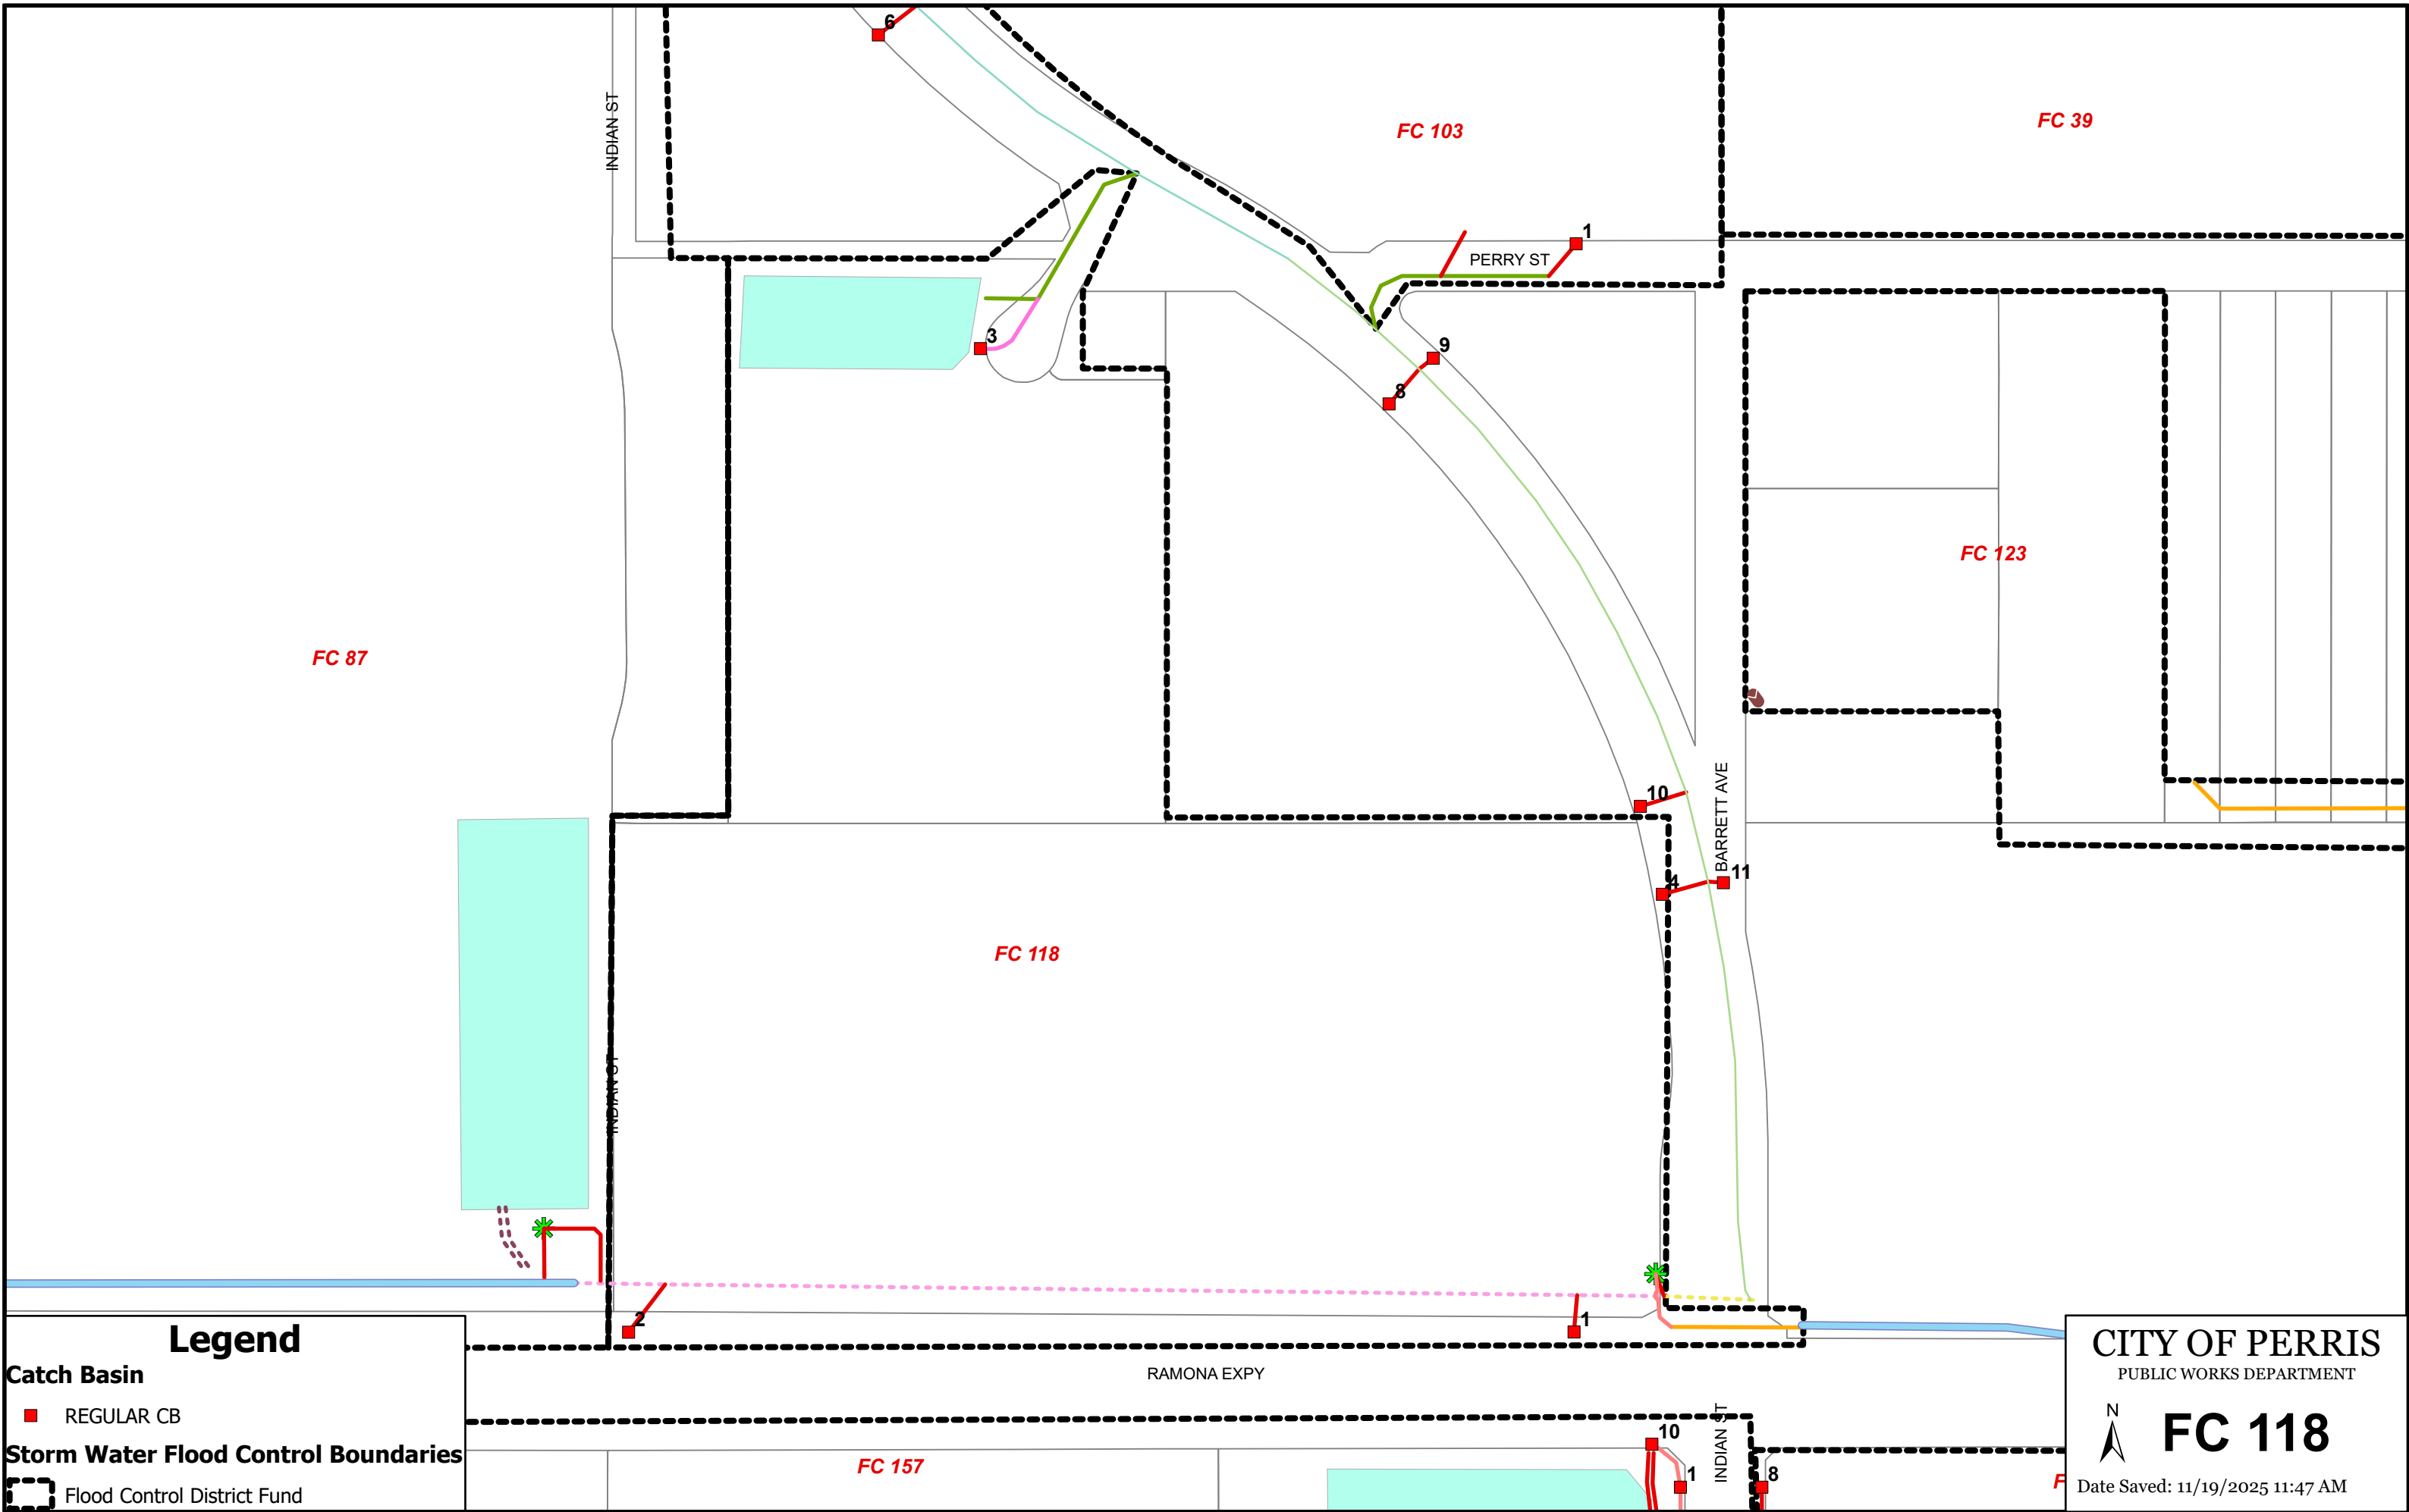 6
INDIAN ST
FC 103
FC 39
1
PERRY ST
3
9
8
FC 123
FC 87
10
BARRETT AVE
11
4
FC 118
INDIAN ST
2
1
RAMONA EXPY
Legend
Catch Basin
REGULAR CB
Storm Water Flood Control Boundaries
Flood Control District Fund
10
INDIAN ST
FC 157
1
8
F
CITY OF PERRIS
PUBLIC WORKS DEPARTMENT
N
FC 118
Date Saved: 11/19/2025 11:47 AM